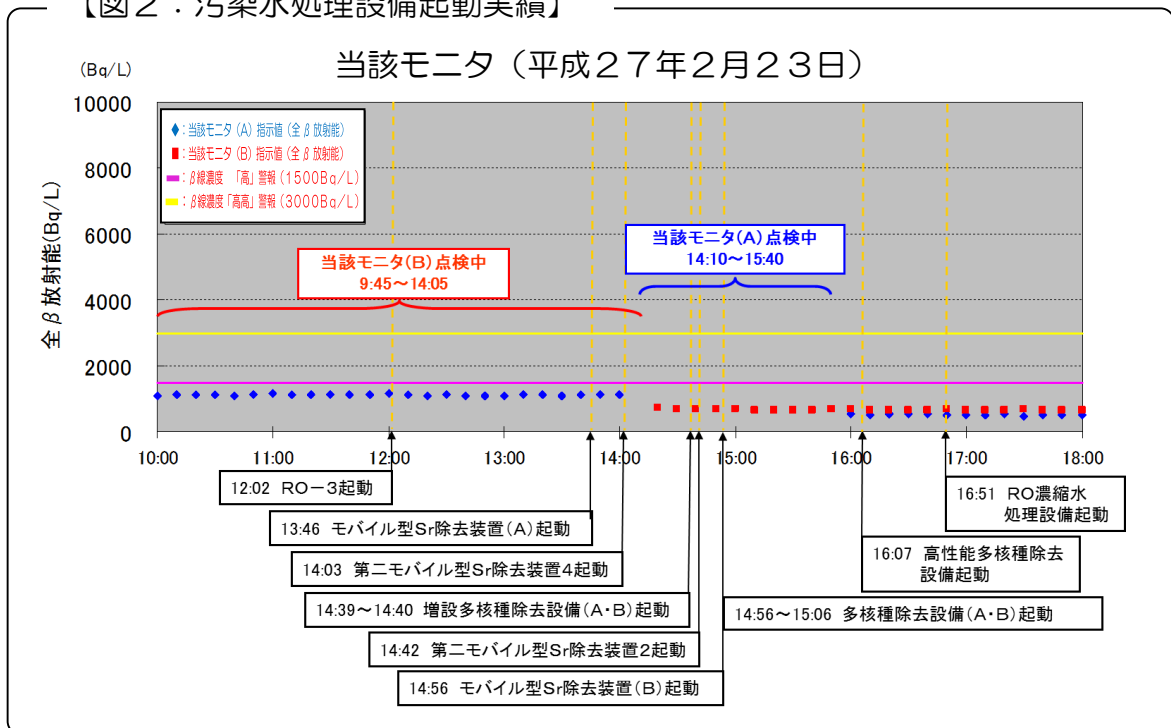 【図２：汚染水処理設備起動実績】
当該モニタ（平成２７年２月２３日）
(Bq/L)
全β放射能(Bq/L)
10000
8000
6000
4000
2000
0
◆：当該モニタ（A）指示値（全β放射能）
■：当該モニタ（B）指示値（全β放射能）
：β線濃度　「高」警報（1500Bq/L）
：β線濃度「高高」警報（3000Bq/L）
当該モニタ(B)点検中
9:45～14:05
当該モニタ(A)点検中
14:10～15:40
10:00 11:00 12:00 13:00 14:00 15:00 16:00 17:00 18:00
12:02 RO－3起動
13:46 モバイル型Sr除去装置(A)起動
14:03 第二モバイル型Sr除去装置4起動
14:39～14:40 増設多核種除去設備(A・B)起動
14:42 第二モバイル型Sr除去装置2起動
14:56 モバイル型Sr除去装置(B)起動
14:56～15:06 多核種除去設備(A・B)起動
16:07 高性能多核種除去
設備起動
16:51 RO濃縮水
処理設備起動